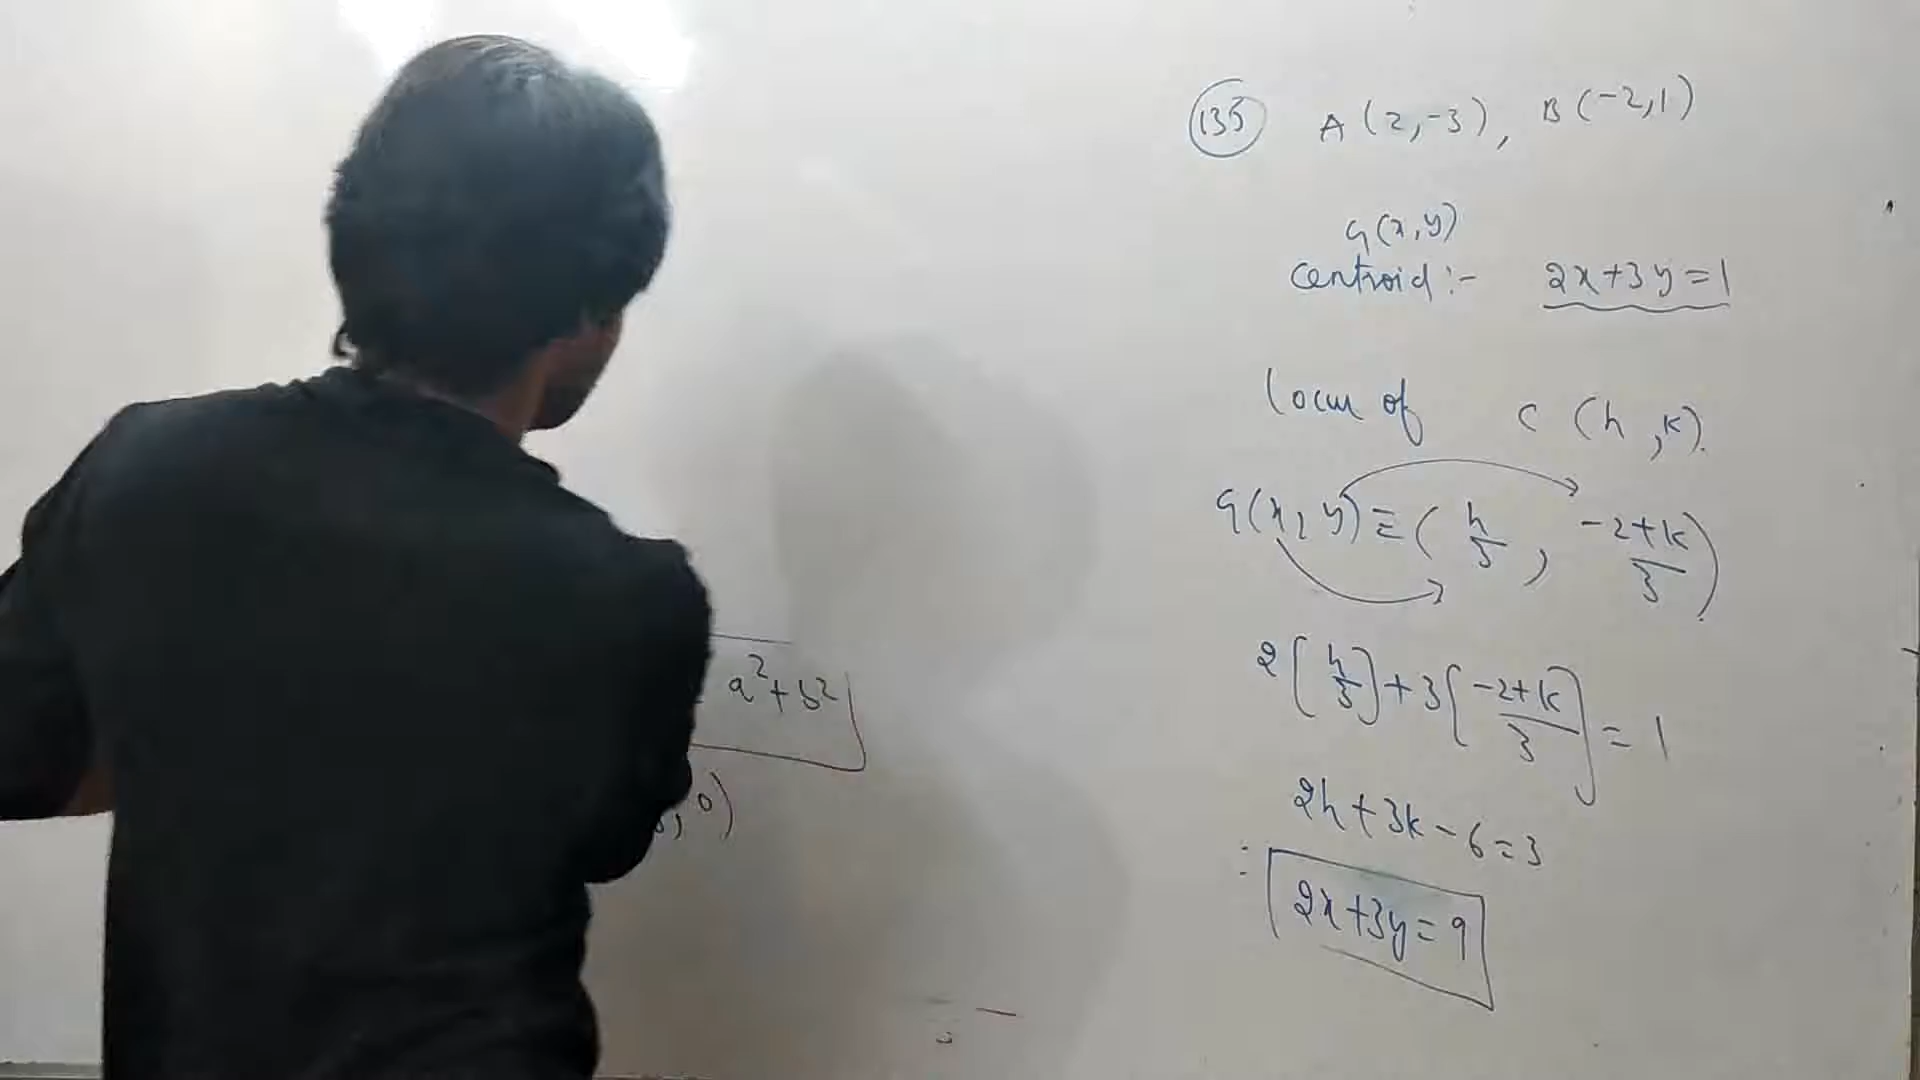 a²+b²
, 0)
(135) A (2,-3), B (-2,1)
G(x,y)
centroid :- 2x+3y=1
locus of C (h,k).
G(x,y) ≡ (h/3, -2+k/3)
2[h/3]+3[-2+k/3] = 1
2h+3k-6=3
2x+3y=9